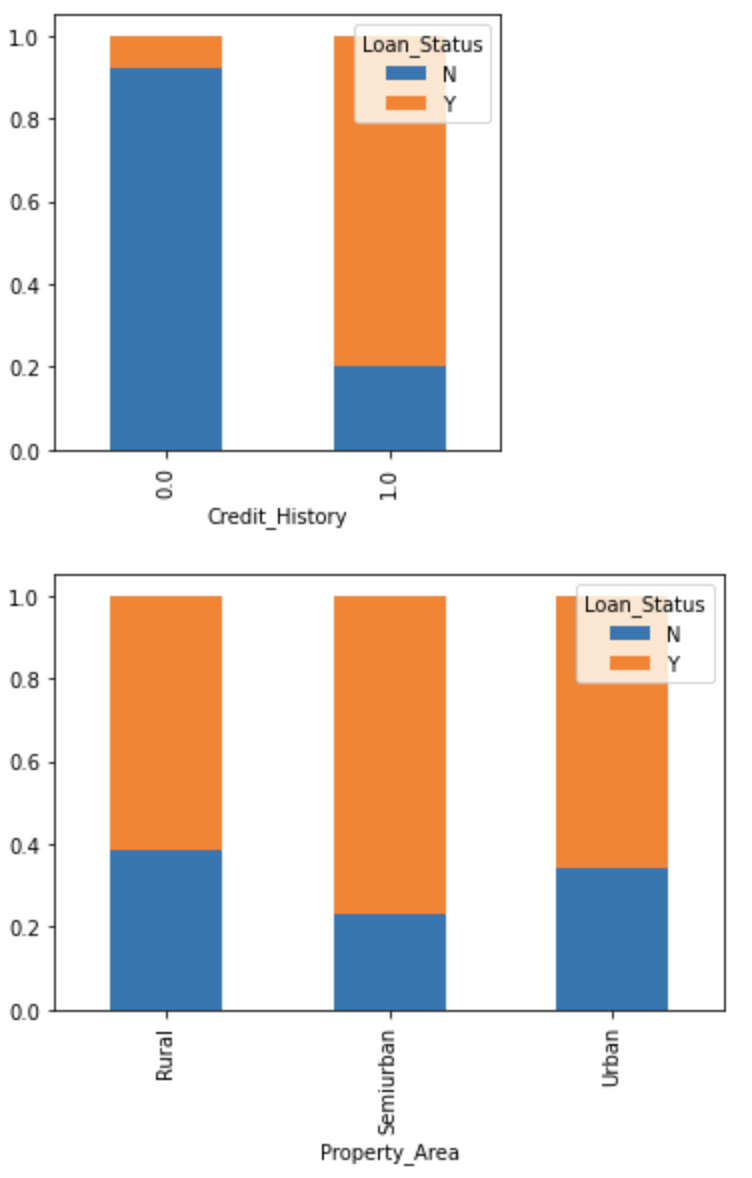 1.0
Loan_Status
N
0.8
Y
0.6
0.4
0.2
0.0
0.0
1.0
Credit_History
1.0
Loan_Status
N
0.8
Y
0.6
0.4
0.2
0.0
Rural
Semiurban
Urban
Property_Area